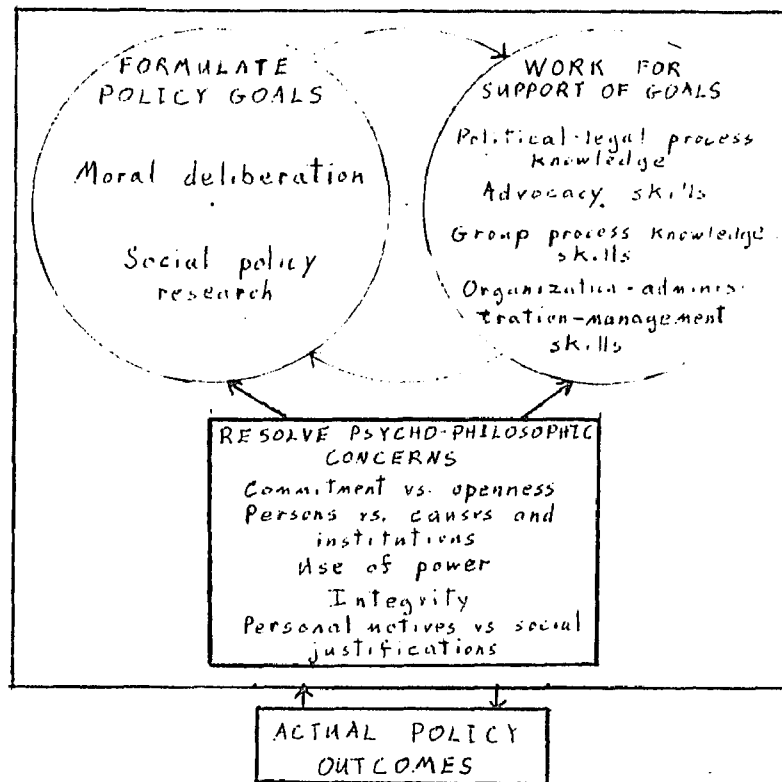 FORMULATE
POLICY GOALS
Moral deliberation
Social policy
research
WORK FOR
SUPPORT OF GOALS
Political-legal process
knowledge
Advocacy skills
Group process knowledge
skills
Organization-adminis-
tration-management
skills
RESOLVE PSYCHO-PHILOSOPHIC
CONCERNS
Commitment vs. openness
Persons vs. causes and
institutions
Use of power
Integrity
Personal motives vs social
justifications
ACTUAL POLICY
OUTCOMES